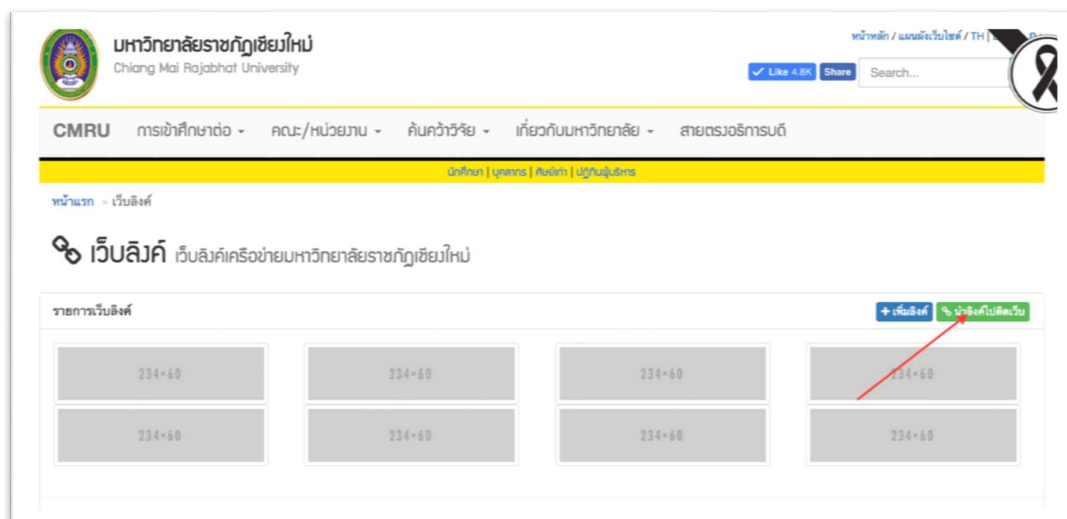 มหาวิทยาลัยราชภัฏเชียงใหม่
Chiang Mai Rajabhat University
หน้าหลัก / แผนผังเว็บไซต์ / TH |
Like 4.8K Share Search...
CMRU การเข้าศึกษาต่อ คณะ/หน่วยงาน ค้นคว้าวิจัย เกี่ยวกับมหาวิทยาลัย สายตรงอธิการบดี
นักศึกษา | บุคลากร | ศิษย์เก่า | ปฏิทินผู้บริหาร
หน้าแรก » เว็บลิงค์
เว็บลิงค์ เว็บลิงค์เครือข่ายมหาวิทยาลัยราชภัฏเชียงใหม่
รายการเว็บลิงค์ + เพิ่มลิงค์ นำลิงค์ไปติดเว็บ
234×60 234×60 234×60 234×60
234×60 234×60 234×60 234×60